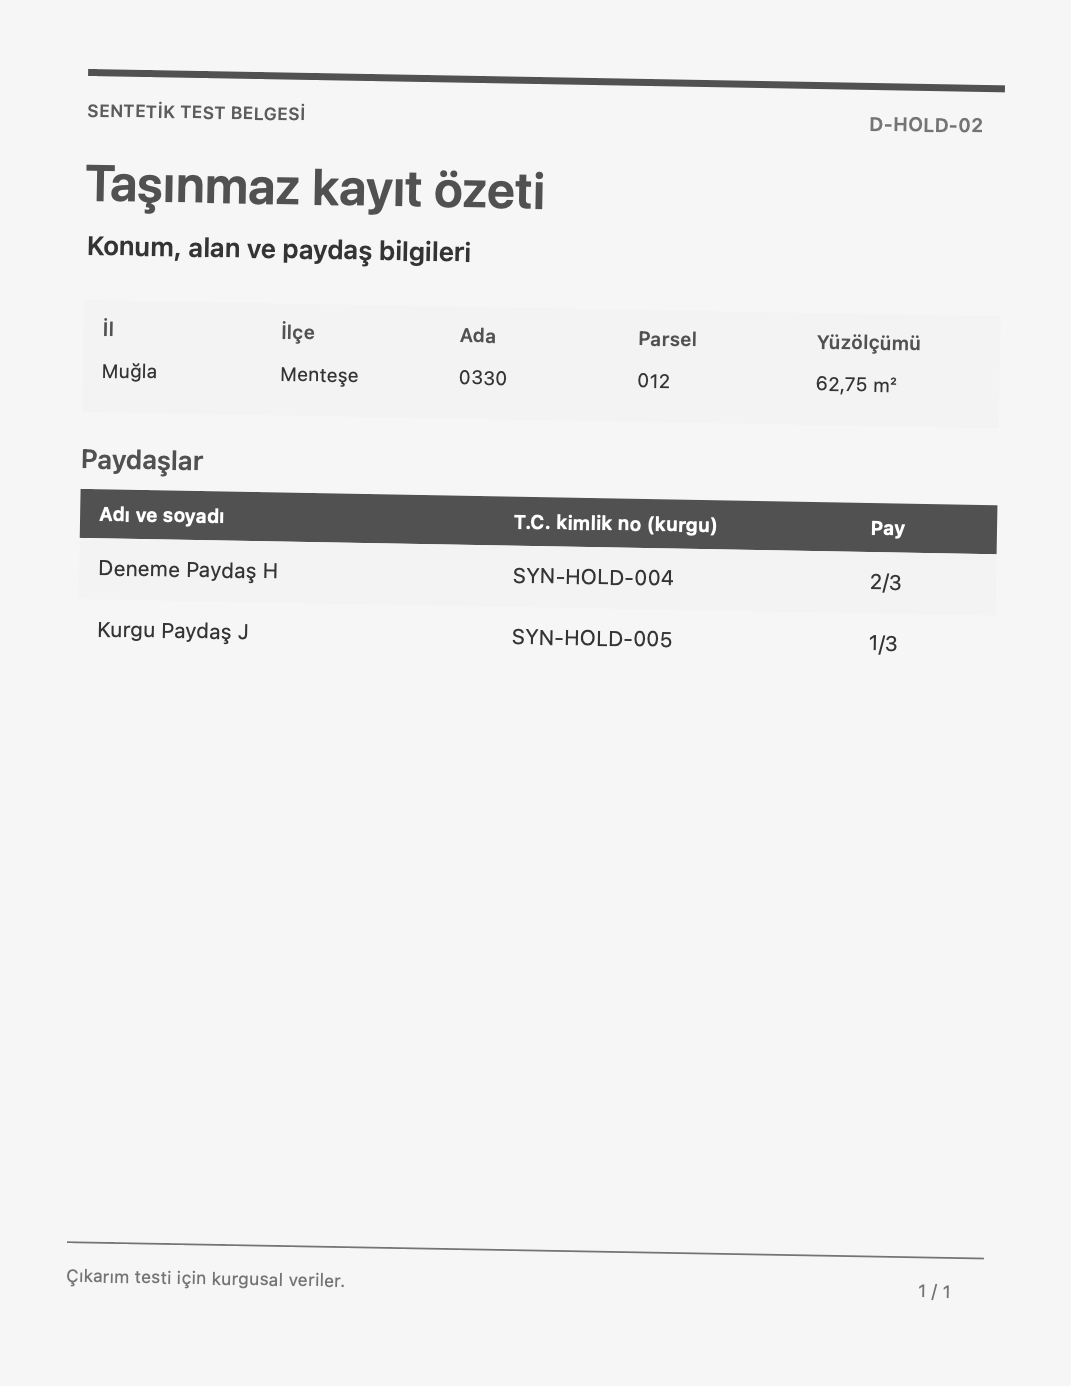 SENTETİK TEST BELGESİ
D-HOLD-02
Taşınmaz kayıt özeti
Konum, alan ve paydaş bilgileri
İl İlçe Ada Parsel Yüzölçümü
Muğla Menteşe 0330 012 62,75 m²
Paydaşlar
Adı ve soyadı T.C. kimlik no (kurgu) Pay
Deneme Paydaş H SYN-HOLD-004 2/3
Kurgu Paydaş J SYN-HOLD-005 1/3
Çıkarım testi için kurgusal veriler.
1 / 1